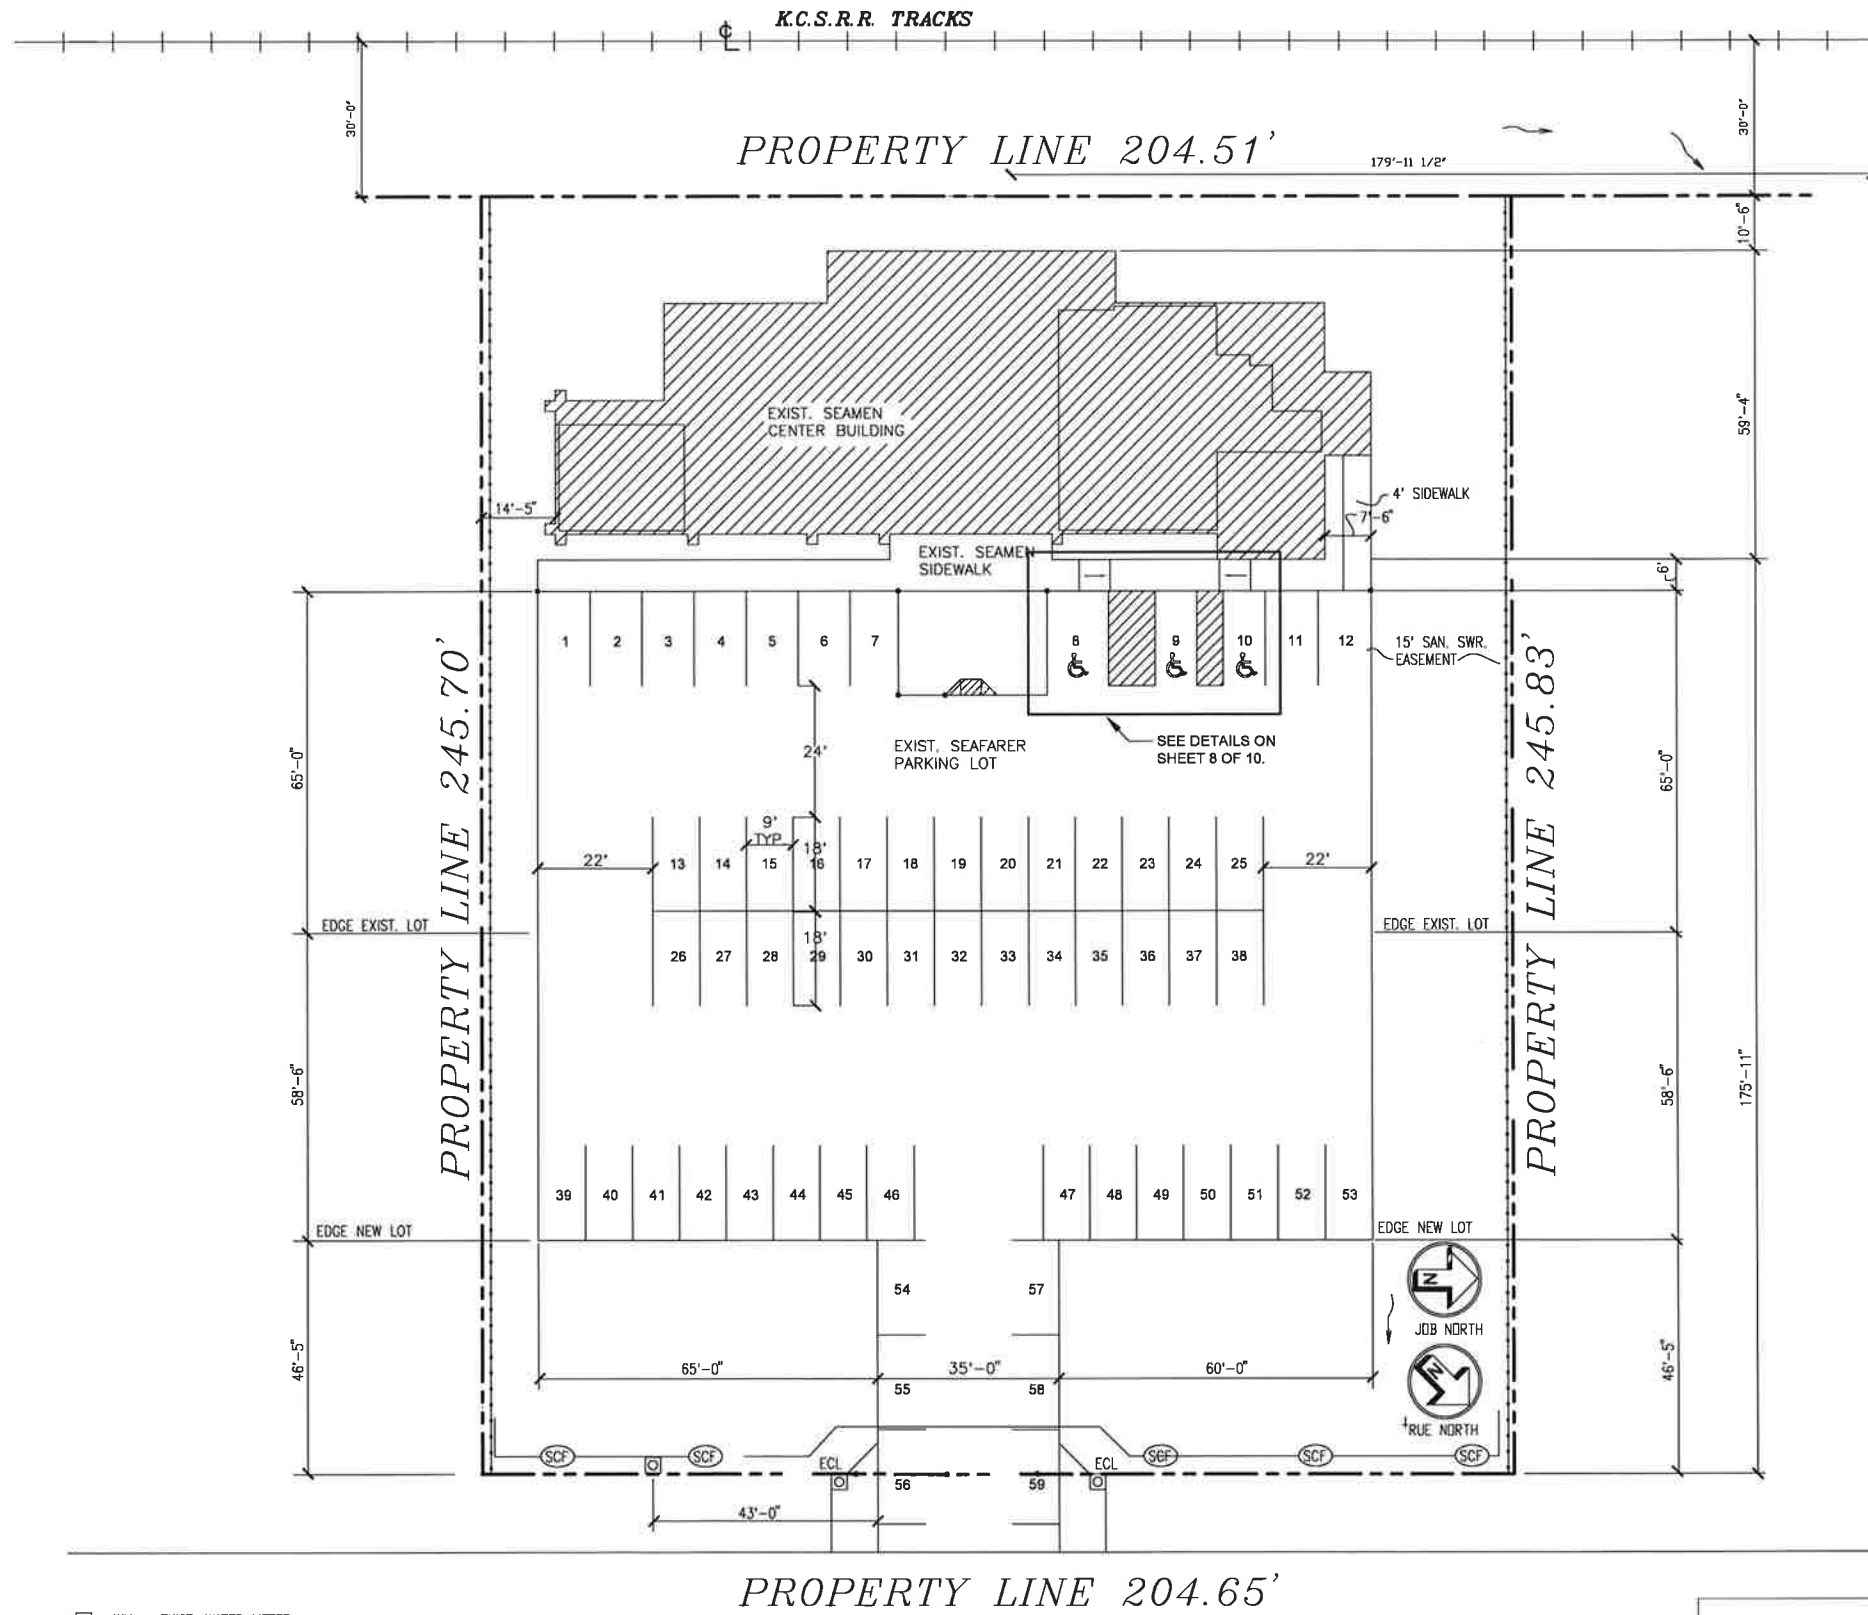 K.C.S.R.R. TRACKS
℄
30'-0"
30'-0"
PROPERTY LINE 204.51'
179'-11 1/2"
10'-6"
EXIST. SEAMEN
CENTER BUILDING
59'-4"
4' SIDEWALK
7'-6"
14'-5"
EXIST. SEAMEN
SIDEWALK
6'
1 2 3 4 5 6 7 8 9 10 11 12
15' SAN. SWR.
EASEMENT
PROPERTY LINE 245.70'
PROPERTY LINE 245.83'
24'
EXIST. SEAFARER
PARKING LOT
SEE DETAILS ON
SHEET 8 OF 10.
65'-0"
65'-0"
9'
TYP
18'
22'
13 14 15 16 17 18 19 20 21 22 23 24 25
22'
EDGE EXIST. LOT
EDGE EXIST. LOT
18'
26 27 28 29 30 31 32 33 34 35 36 37 38
58'-6"
58'-6"
175'-11"
39 40 41 42 43 44 45 46 47 48 49 50 51 52 53
EDGE NEW LOT
EDGE NEW LOT
54 57
N
JOB NORTH
46'-5"
46'-5"
65'-0"
35'-0"
60'-0"
55 58
N
TRUE NORTH
SCF SCF SCF SCF SCF
ECL ECL
56 59
43'-0"
PROPERTY LINE 204.65'